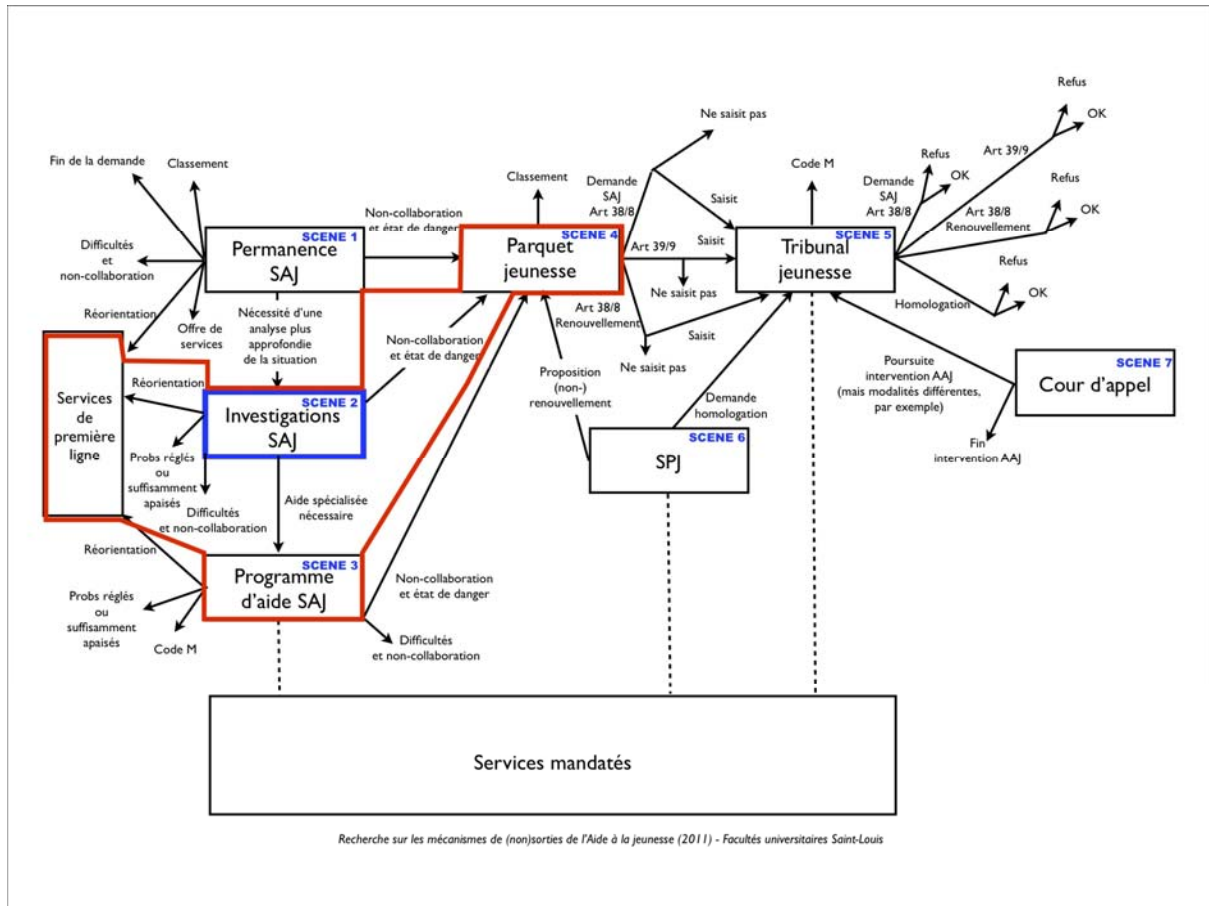 Fin de la demande
Classement
Difficultés
et
non-collaboration
Réorientation
Offre de
services
SCENE 1
Permanence
SAJ
Nécessité d'une
analyse plus
approfondie
de la situation
Non-collaboration
et état de danger
Classement
SCENE 4
Parquet
jeunesse
Demande
SAJ
Art 38/8
Ne saisit pas
Saisit
Art 39/9
Saisit
Ne saisit pas
Art 38/8
Renouvellement
Saisit
Ne saisit pas
Code M
SCENE 5
Tribunal
jeunesse
Demande
SAJ
Art 38/8
Refus
OK
Art 39/9
Refus
OK
Art 38/8
Renouvellement
Refus
OK
Homologation
Refus
OK
Services
de
première
ligne
Réorientation
SCENE 2
Investigations
SAJ
Non-collaboration
et état de danger
Probs réglés
ou
suffisamment
apaisés
Difficultés
et non-collaboration
Aide spécialisée
nécessaire
Proposition
(non-)
renouvellement
Demande
homologation
SCENE 6
SPJ
Poursuite
intervention AAJ
(mais modalités différentes,
par exemple)
SCENE 7
Cour d'appel
Fin
intervention AAJ
Réorientation
SCENE 3
Programme
d'aide SAJ
Probs réglés
ou
suffisamment
apaisés
Code M
Non-collaboration
et état de danger
Difficultés
et non-collaboration
Services mandatés
Recherche sur les mécanismes de (non)sorties de l'Aide à la jeunesse (2011) - Facultés universitaires Saint-Louis